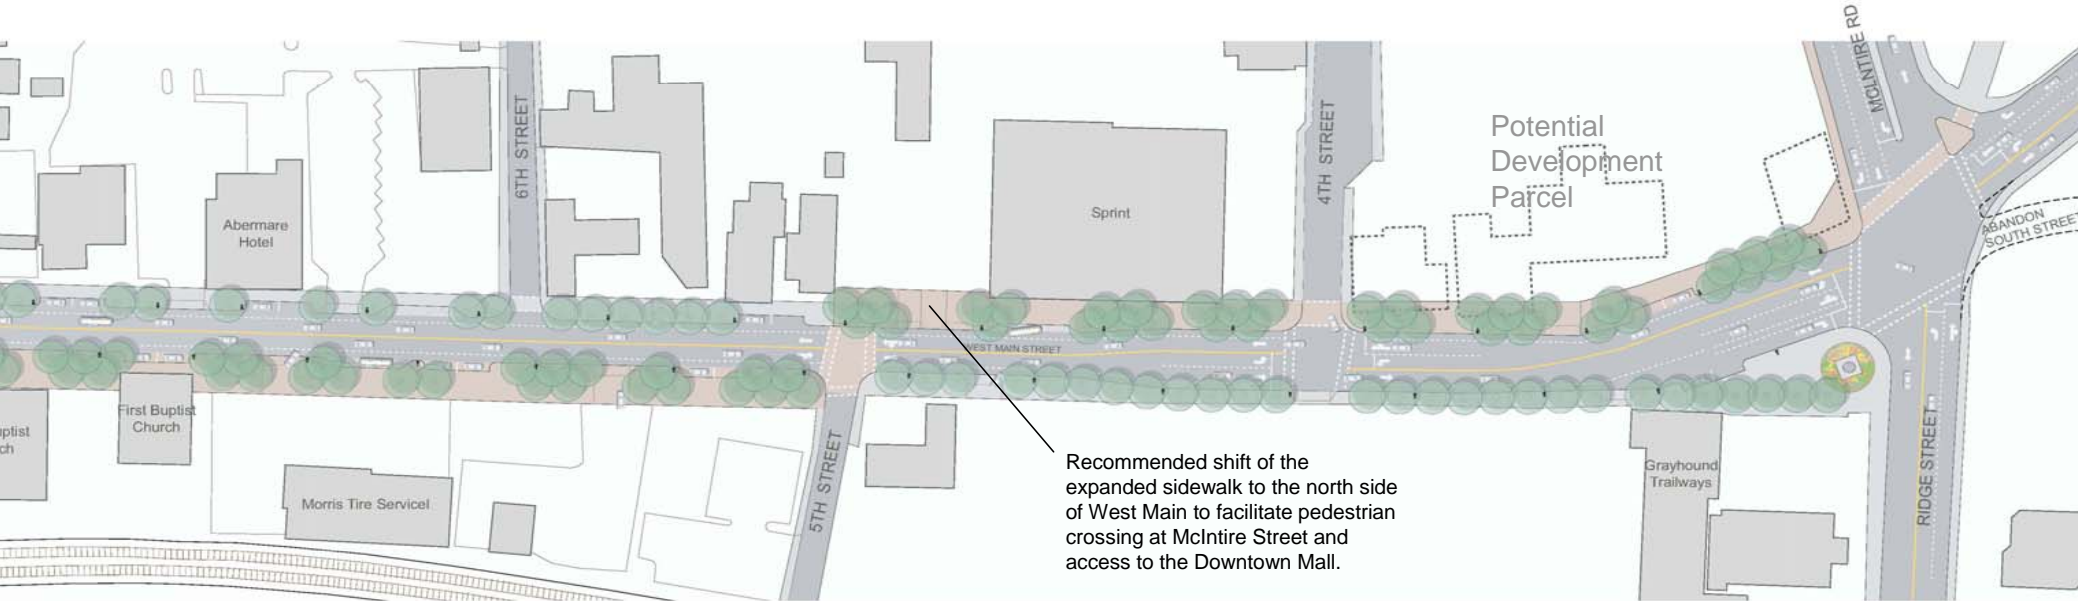 MCLNTIRE RD
Potential
Development
Parcel
6TH STREET
4TH STREET
Abermare
Hotel
Sprint
ABANDON
SOUTH STREET
WEST MAIN STREET
First Buptist
Church
uptist
ch
Morris Tire Servicel
5TH STREET
Recommended shift of the
expanded sidewalk to the north side
of West Main to facilitate pedestrian
crossing at McIntire Street and
access to the Downtown Mall.
Grayhound
Trailways
RIDGE STREET